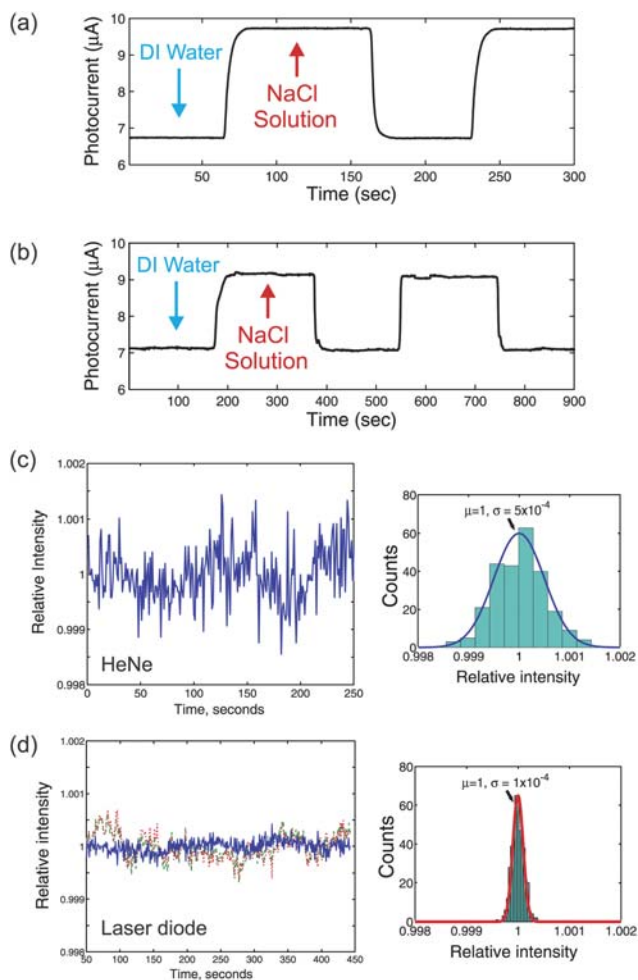 (a)
Photocurrent (μA)
10
9
8
7
6
DI Water
NaCl
Solution
50
100
150
200
250
300
Time (sec)
(b)
Photocurrent (μA)
10
9
8
7
6
DI Water
NaCl
Solution
100
200
300
400
500
600
700
800
900
Time (sec)
(c)
Relative Intensity
1.002
1.001
1
0.999
0.998
HeNe
0
50
100
150
200
250
Time, seconds
Counts
80
60
40
20
0
μ=1, σ = 5x10⁻⁴
0.998
0.999
1
1.001
1.002
Relative intensity
(d)
Relative intensity
1.002
1.001
1
0.999
0.998
Laser diode
50
100
150
200
250
300
350
400
450
Time, seconds
Counts
80
60
40
20
0
μ=1, σ = 1x10⁻⁴
0.998
0.999
1
1.001
1.002
Relative intensity